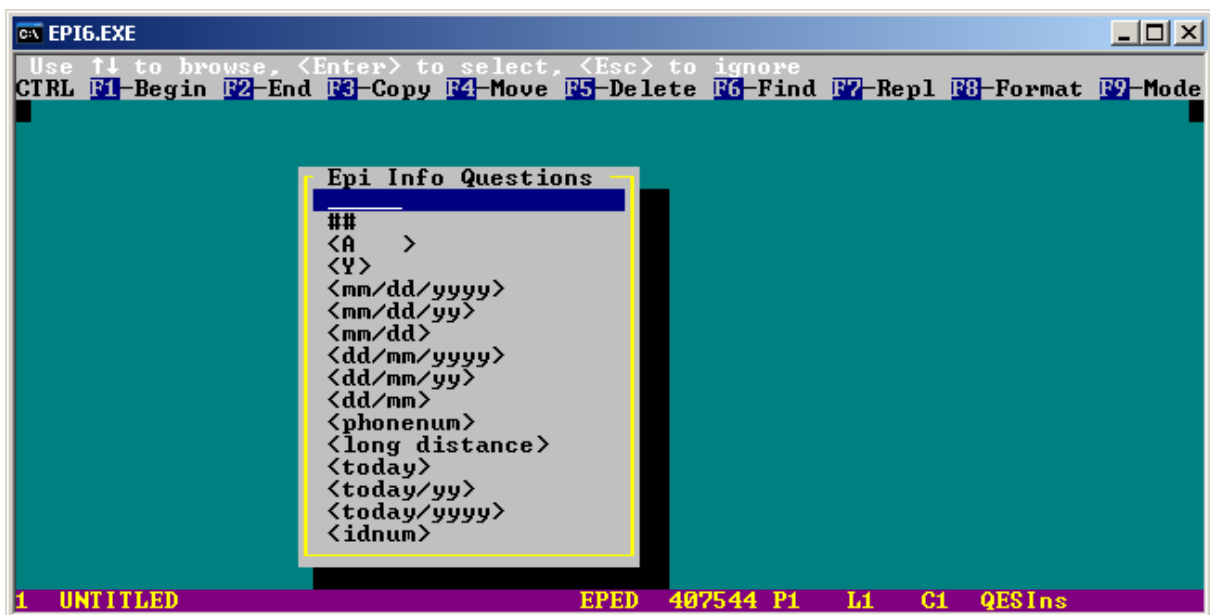 C:\ EPI6.EXE
Use ↑↓ to browse, <Enter> to select, <Esc> to ignore
CTRL F1-Begin F2-End F3-Copy F4-Move F5-Delete F6-Find F7-Repl F8-Format F9-Mode
Epi Info Questions
______
##
<A    >
<Y>
<mm/dd/yyyy>
<mm/dd/yy>
<mm/dd>
<dd/mm/yyyy>
<dd/mm/yy>
<dd/mm>
<phonenum>
<long distance>
<today>
<today/yy>
<today/yyyy>
<idnum>
1 UNTITLED EPED 407544 P1 L1 C1 QESIns